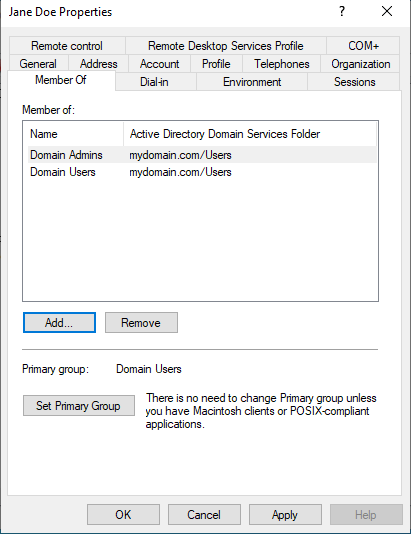 Jane Doe Properties ? ×
Remote control Remote Desktop Services Profile COM+
General Address Account Profile Telephones Organization
Member Of Dial-in Environment Sessions
Member of:
Name Active Directory Domain Services Folder
Domain Admins mydomain.com/Users
Domain Users mydomain.com/Users
Add... Remove
Primary group: Domain Users
Set Primary Group
There is no need to change Primary group unless
you have Macintosh clients or POSIX-compliant
applications.
OK Cancel Apply Help